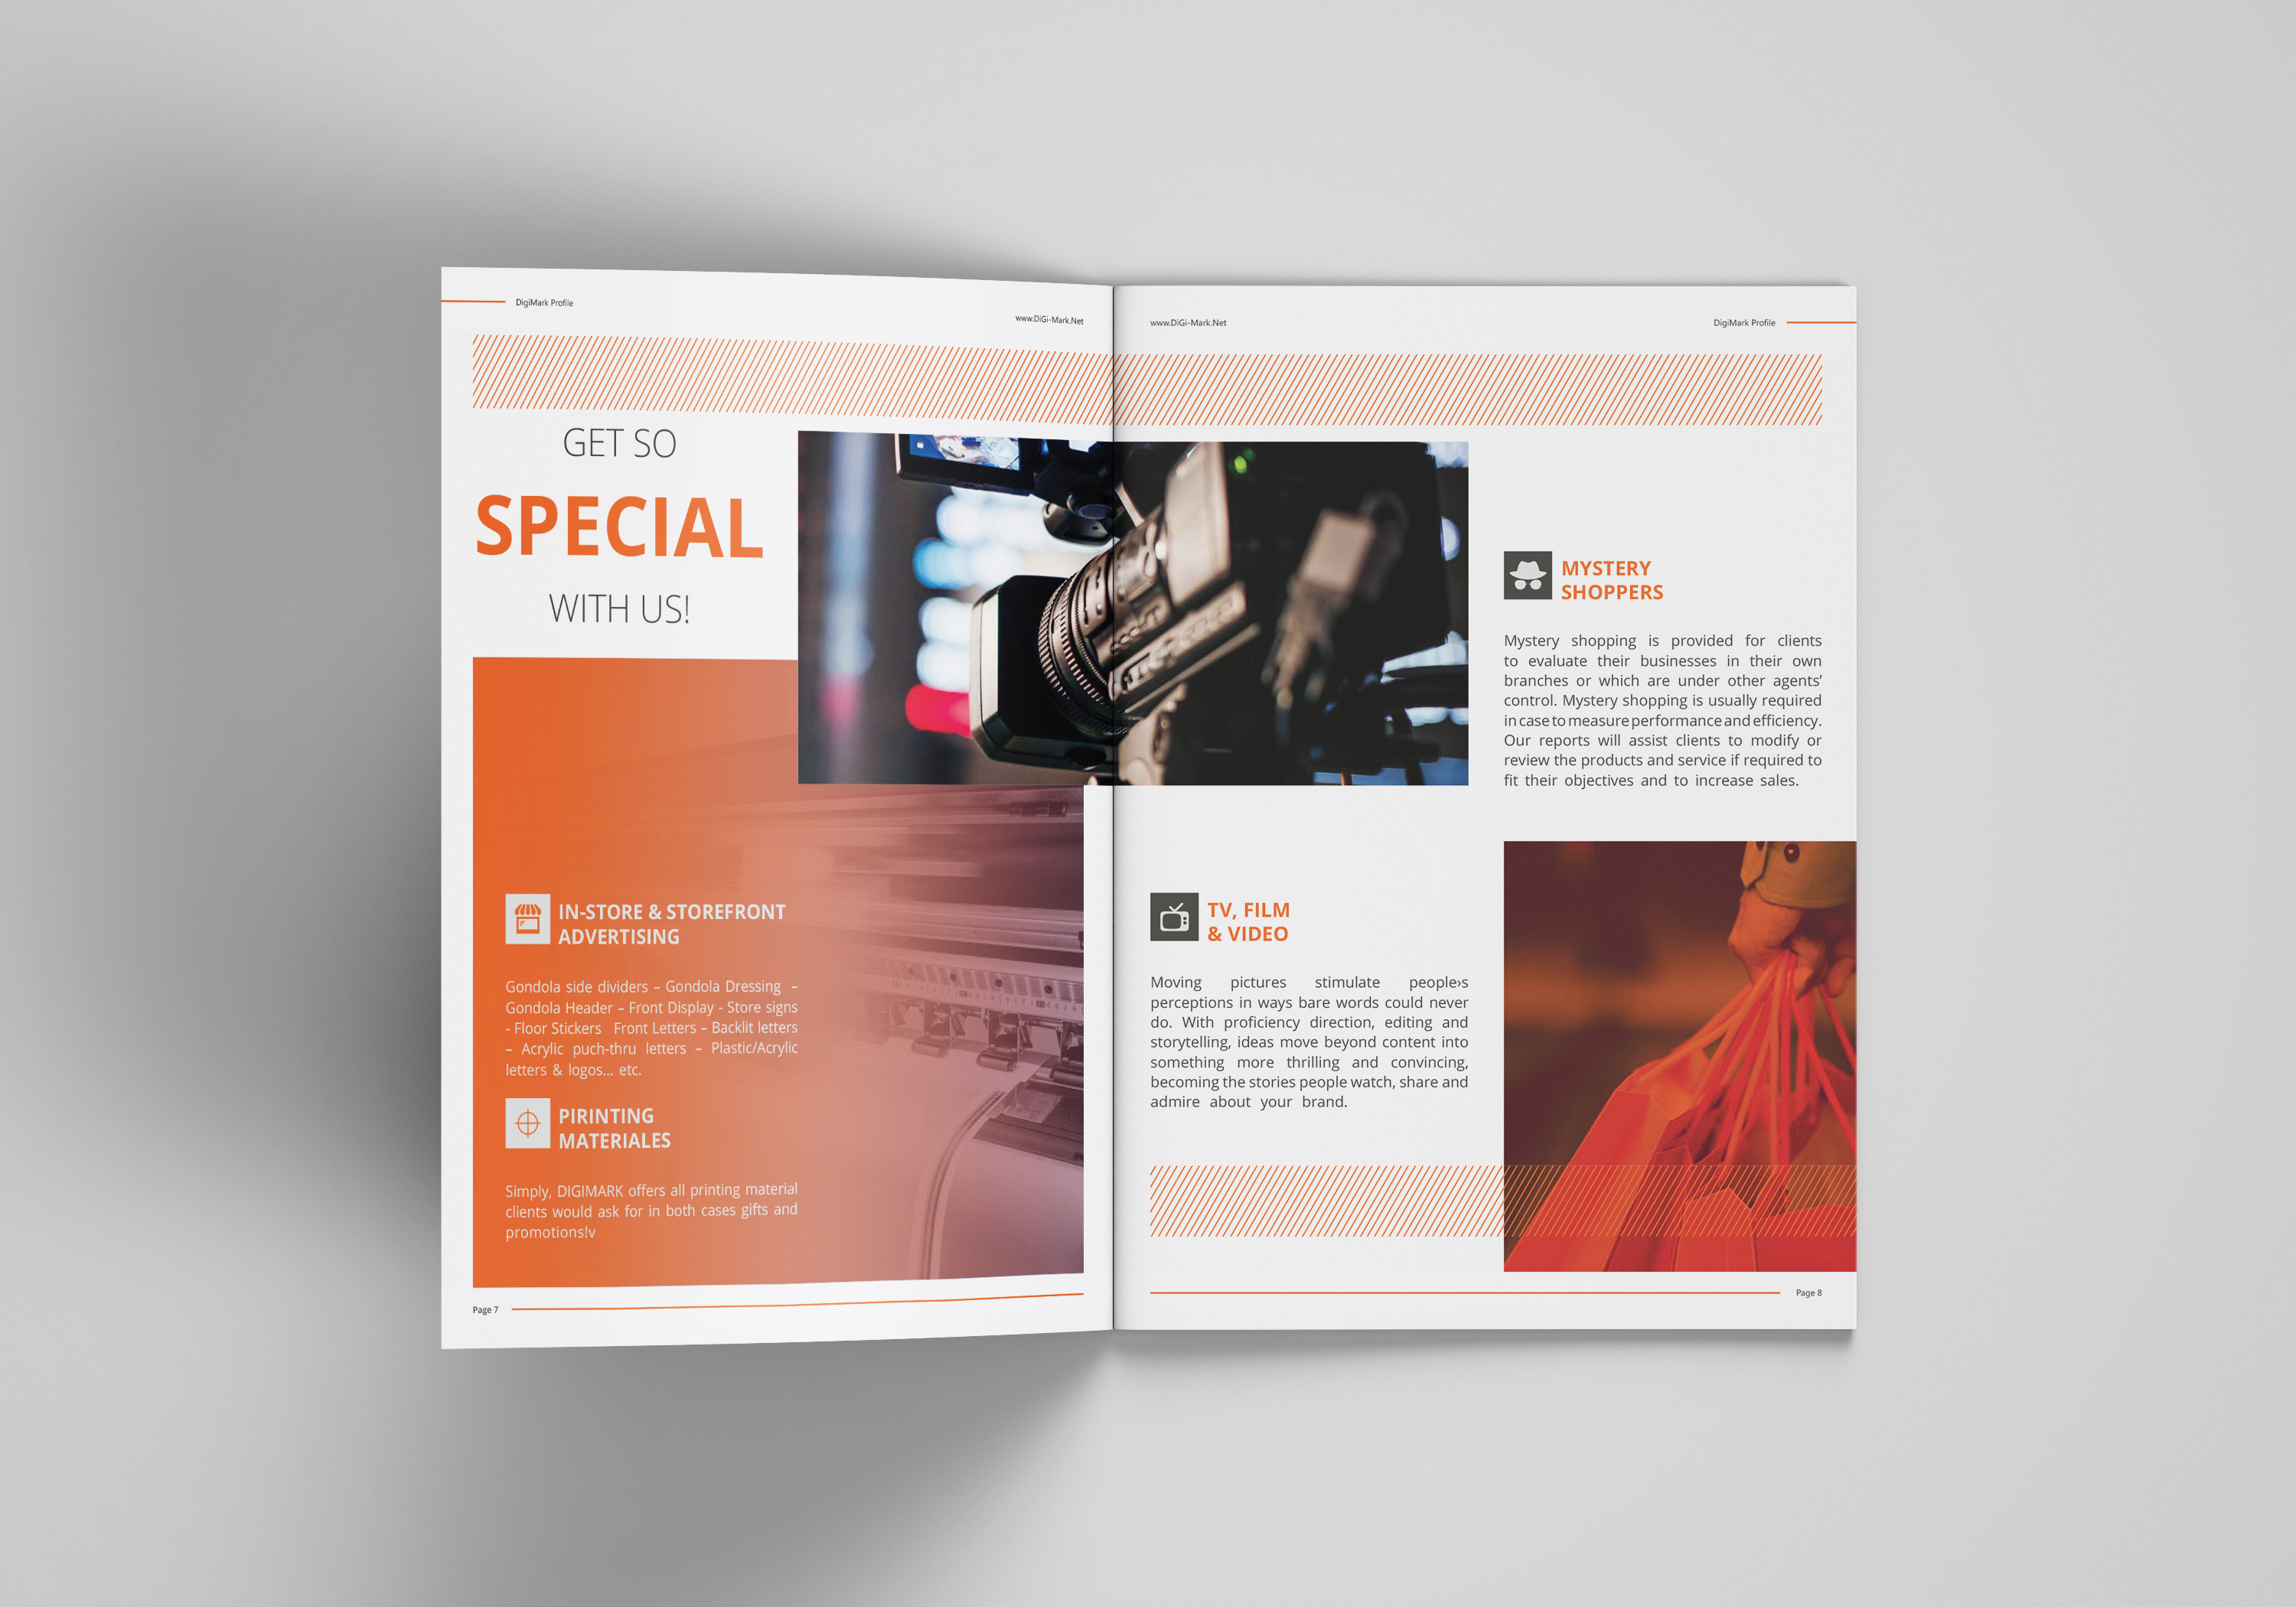 DigiMark Profile
www.DiGi-Mark.Net
GET SO
SPECIAL
WITH US!
IN-STORE & STOREFRONT
ADVERTISING
Gondola side dividers – Gondola Dressing –
Gondola Header – Front Display - Store signs
- Floor Stickers Front Letters – Backlit letters
– Acrylic puch-thru letters – Plastic/Acrylic
letters & logos... etc.
PIRINTING
MATERIALES
Simply, DIGIMARK offers all printing material
clients would ask for in both cases gifts and
promotions!v
Page 7
www.DiGi-Mark.Net
DigiMark Profile
TV, FILM
& VIDEO
Moving pictures stimulate people›s
perceptions in ways bare words could never
do. With proficiency direction, editing and
storytelling, ideas move beyond content into
something more thrilling and convincing,
becoming the stories people watch, share and
admire about your brand.
MYSTERY
SHOPPERS
Mystery shopping is provided for clients
to evaluate their businesses in their own
branches or which are under other agents’
control. Mystery shopping is usually required
in case to measure performance and efficiency.
Our reports will assist clients to modify or
review the products and service if required to
fit their objectives and to increase sales.
Page 8